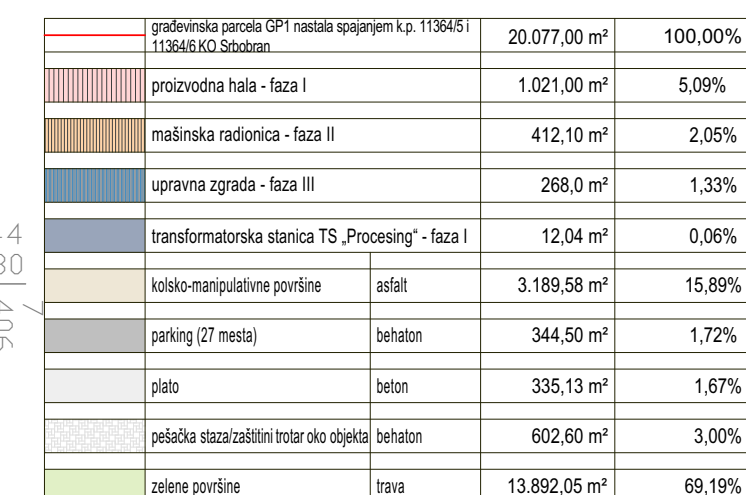 građevinska parcela GP1 nastala spajanjem k.p. 11364/5 i
11364/6 KO Srbobran 20.077,00 m² 100,00%
proizvodna hala - faza I 1.021,00 m² 5,09%
mašinska radionica - faza II 412,10 m² 2,05%
upravna zgrada - faza III 268,0 m² 1,33%
transformatorska stanica TS „Procesing“ - faza I 12,04 m² 0,06%
kolsko-manipulativne površine asfalt 3.189,58 m² 15,89%
parking (27 mesta) behaton 344,50 m² 1,72%
plato beton 335,13 m² 1,67%
pešačka staza/zaštitini trotar oko objekta behaton 602,60 m² 3,00%
zelene površine trava 13.892,05 m² 69,19%